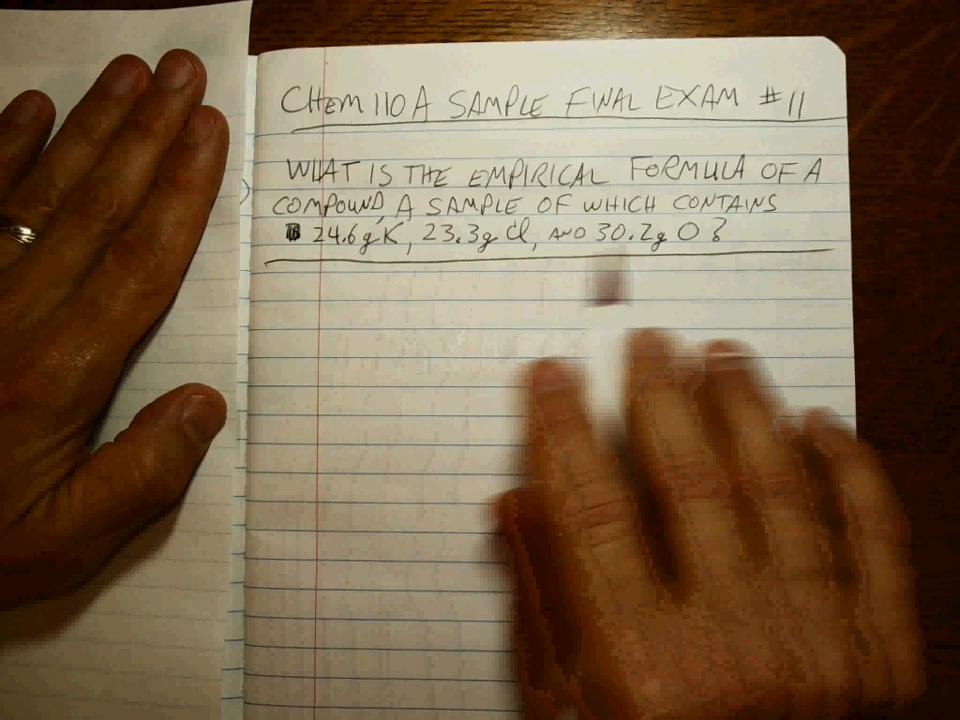 CHEM 110A SAMPLE FINAL EXAM #11
WHAT IS THE EMPIRICAL FORMULA OF A
COMPOUND, A SAMPLE OF WHICH CONTAINS
24.6g K, 23.3g Cl, AND 30.2g O?